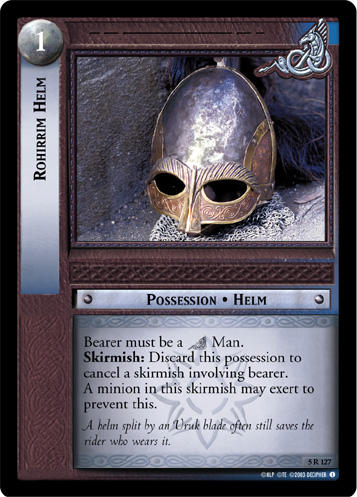 1
Rohirrim Helm
Possession • Helm
Bearer must be a Man.
Skirmish: Discard this possession to
cancel a skirmish involving bearer.
A minion in this skirmish may exert to
prevent this.
A helm split by an Uruk blade often still saves the
rider who wears it.
5 R 127
©NLP ©TE ©2003 DECIPHER